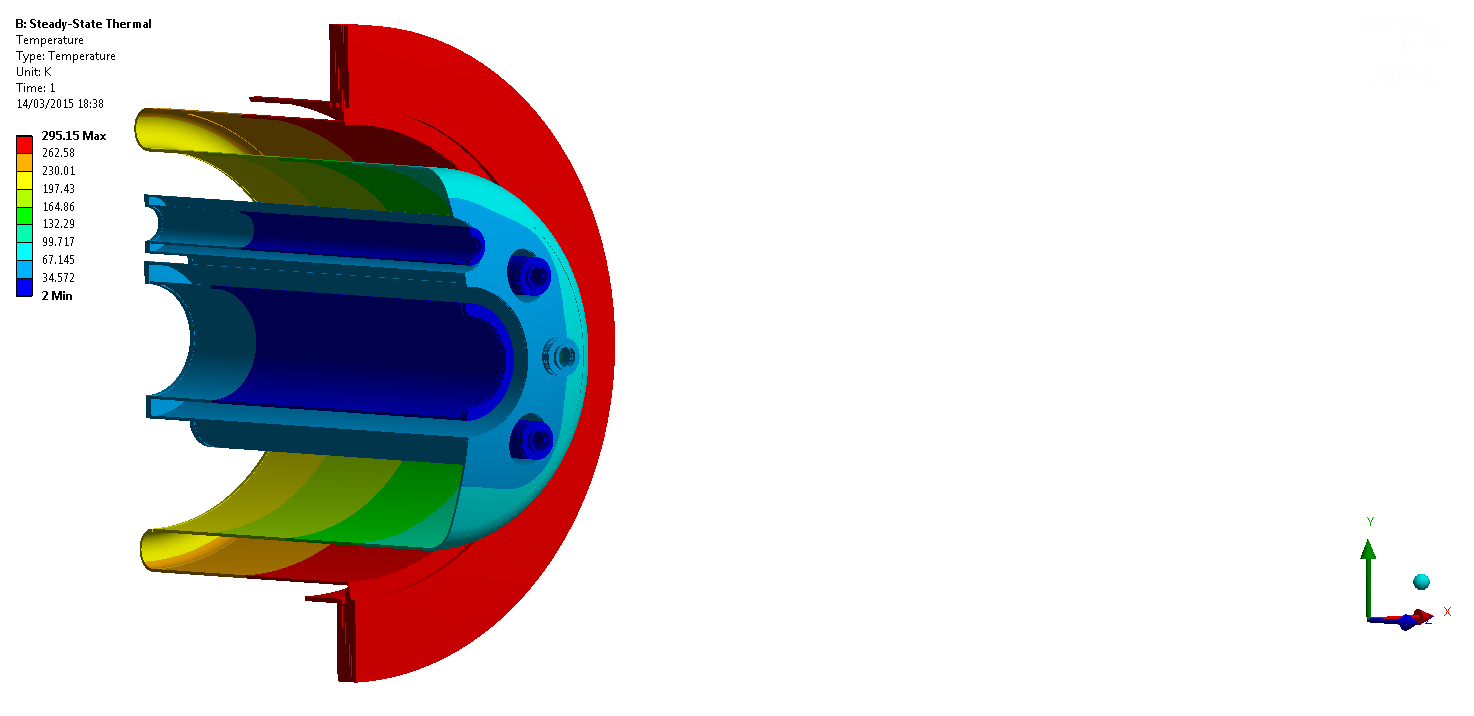 B: Steady-State Thermal
Temperature
Type: Temperature
Unit: K
Time: 1
14/03/2015 18:38
295.15 Max
262.58
230.01
197.43
164.86
132.29
99.717
67.145
34.572
2 Min
Y
X
Z